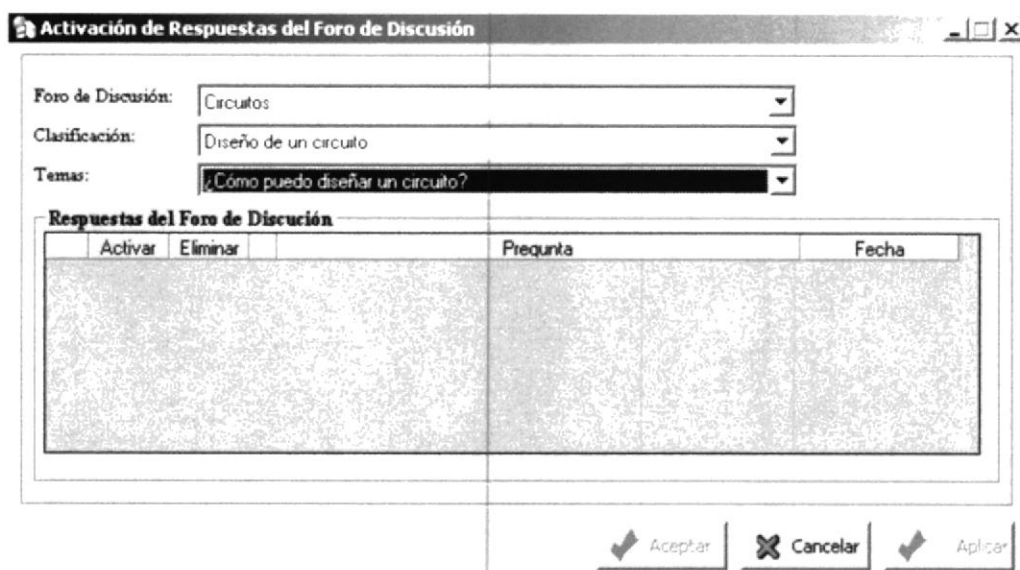 Activación de Respuestas del Foro de Discusión
Foro de Discusión: Circuitos
Clasificación: Diseño de un circuito
Temas: ¿Cómo puedo diseñar un circuito?
Respuestas del Foro de Discución
Activar Eliminar Pregunta Fecha
Aceptar Cancelar Aplicar